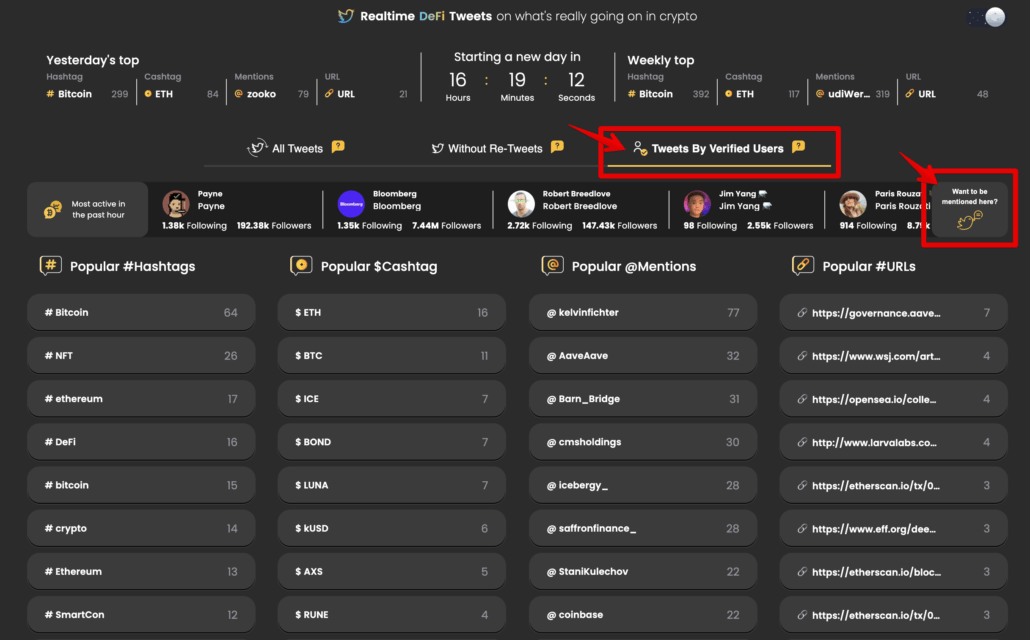 Realtime DeFi Tweets on what's really going on in crypto
Yesterday's top
Hashtag
# Bitcoin 299
Cashtag
ETH 84
Mentions
@ zooko 79
URL
URL 21
Starting a new day in
16 : 19 : 12
Hours Minutes Seconds
Weekly top
Hashtag
# Bitcoin 392
Cashtag
ETH 117
Mentions
@ udiWer... 319
URL
URL 48
All Tweets ?
Without Re-Tweets ?
Tweets By Verified Users ?
Most active in
the past hour
Payne
Payne
1.38k Following 192.38k Followers
Bloomberg
Bloomberg
Bloomberg
1.35k Following 7.44M Followers
Robert Breedlove
Robert Breedlove
2.72k Following 147.43k Followers
Jim Yang
Jim Yang
98 Following 2.55k Followers
Paris Rouzat
Paris Rouzati
914 Following 8.79k
Want to be
mentioned here?
# Popular #Hashtags
Popular $Cashtag
@ Popular @Mentions
Popular #URLs
# Bitcoin 64
$ ETH 16
@ kelvinfichter 77
https://governance.aave... 7
# NFT 26
$ BTC 11
@ AaveAave 32
https://www.wsj.com/art... 4
# ethereum 17
$ ICE 7
@ Barn_Bridge 31
https://opensea.io/colle... 4
# DeFi 16
$ BOND 7
@ cmsholdings 30
http://www.larvalabs.co... 4
# bitcoin 15
$ LUNA 7
@ icebergy_ 28
https://etherscan.io/tx/0... 3
# crypto 14
$ kUSD 6
@ saffronfinance_ 28
https://www.eff.org/dee... 3
# Ethereum 13
$ AXS 5
@ StaniKulechov 22
https://etherscan.io/bloc... 3
# SmartCon 12
$ RUNE 4
@ coinbase 22
https://etherscan.io/tx/0... 3